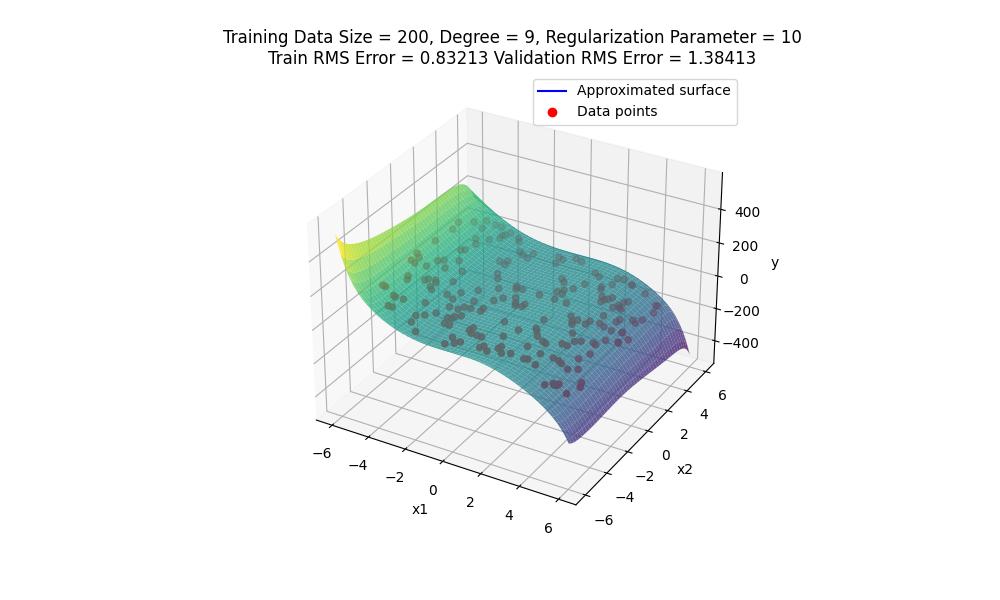 Training Data Size = 200, Degree = 9, Regularization Parameter = 10
Train RMS Error = 0.83213 Validation RMS Error = 1.38413
Approximated surface
Data points
400
200
0
−200
−400
y
6
4
2
0
−2
−4
−6
x2
−6
−4
−2
0
2
4
6
x1